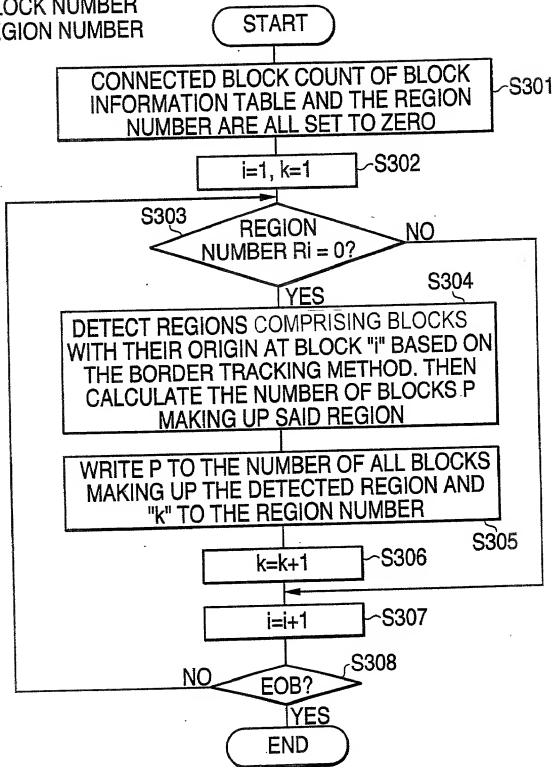 LOCK NUMBER
EGION NUMBER
START
CONNECTED BLOCK COUNT OF BLOCK
INFORMATION TABLE AND THE REGION
NUMBER ARE ALL SET TO ZERO
S301
i=1, k=1
S302
S303
REGION
NUMBER Ri = 0?
NO
YES
S304
DETECT REGIONS COMPRISING BLOCKS
WITH THEIR ORIGIN AT BLOCK "i" BASED ON
THE BORDER TRACKING METHOD. THEN
CALCULATE THE NUMBER OF BLOCKS P
MAKING UP SAID REGION
WRITE P TO THE NUMBER OF ALL BLOCKS
MAKING UP THE DETECTED REGION AND
"k" TO THE REGION NUMBER
S305
k=k+1
S306
i=i+1
S307
S308
NO
EOB?
YES
END